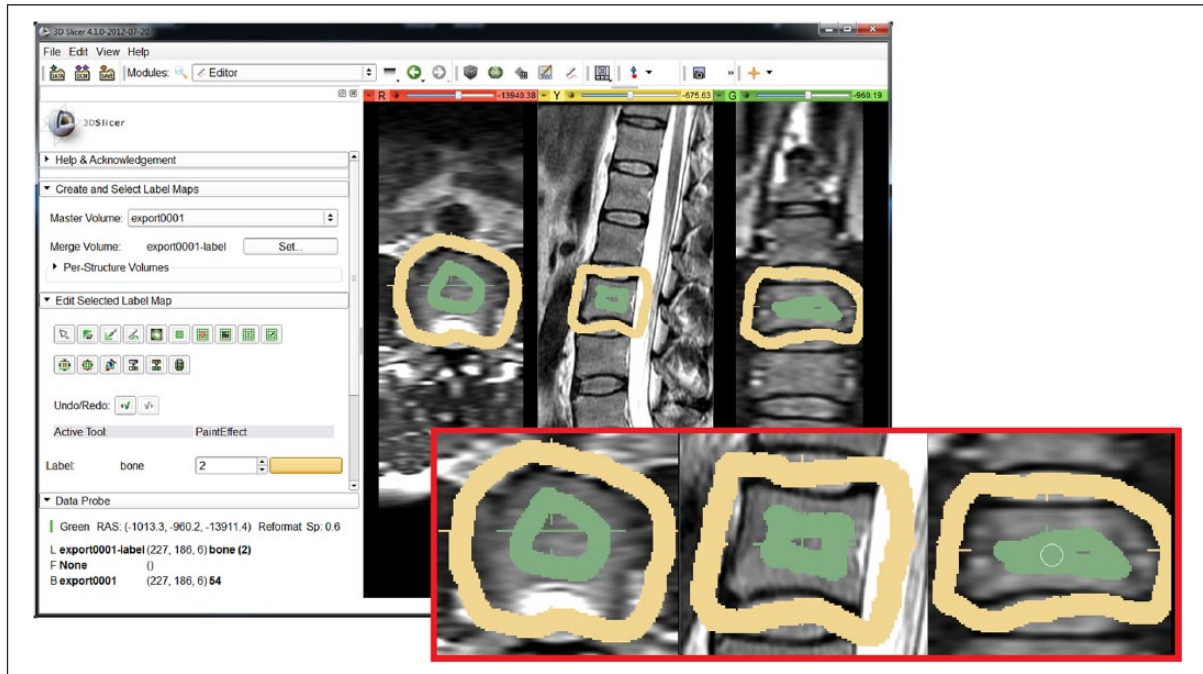 3D Slicer 4.1.0-2012-07-20
File Edit View Help
DATA DCM SAVE Modules: Editor
R -13949.38 Y -675.63 G -960.19
3DSlicer
Help & Acknowledgement
Create and Select Label Maps
Master Volume: export0001
Merge Volume: export0001-label Set...
Per-Structure Volumes
Edit Selected Label Map
Undo/Redo:
Active Tool: PaintEffect
Label: bone 2
Data Probe
Green RAS: (-1013.3, -960.2, -13911.4) Reformat Sp: 0.6
L export0001-label (227, 186, 6) bone (2)
F None ()
B export0001 (227, 186, 6) 54